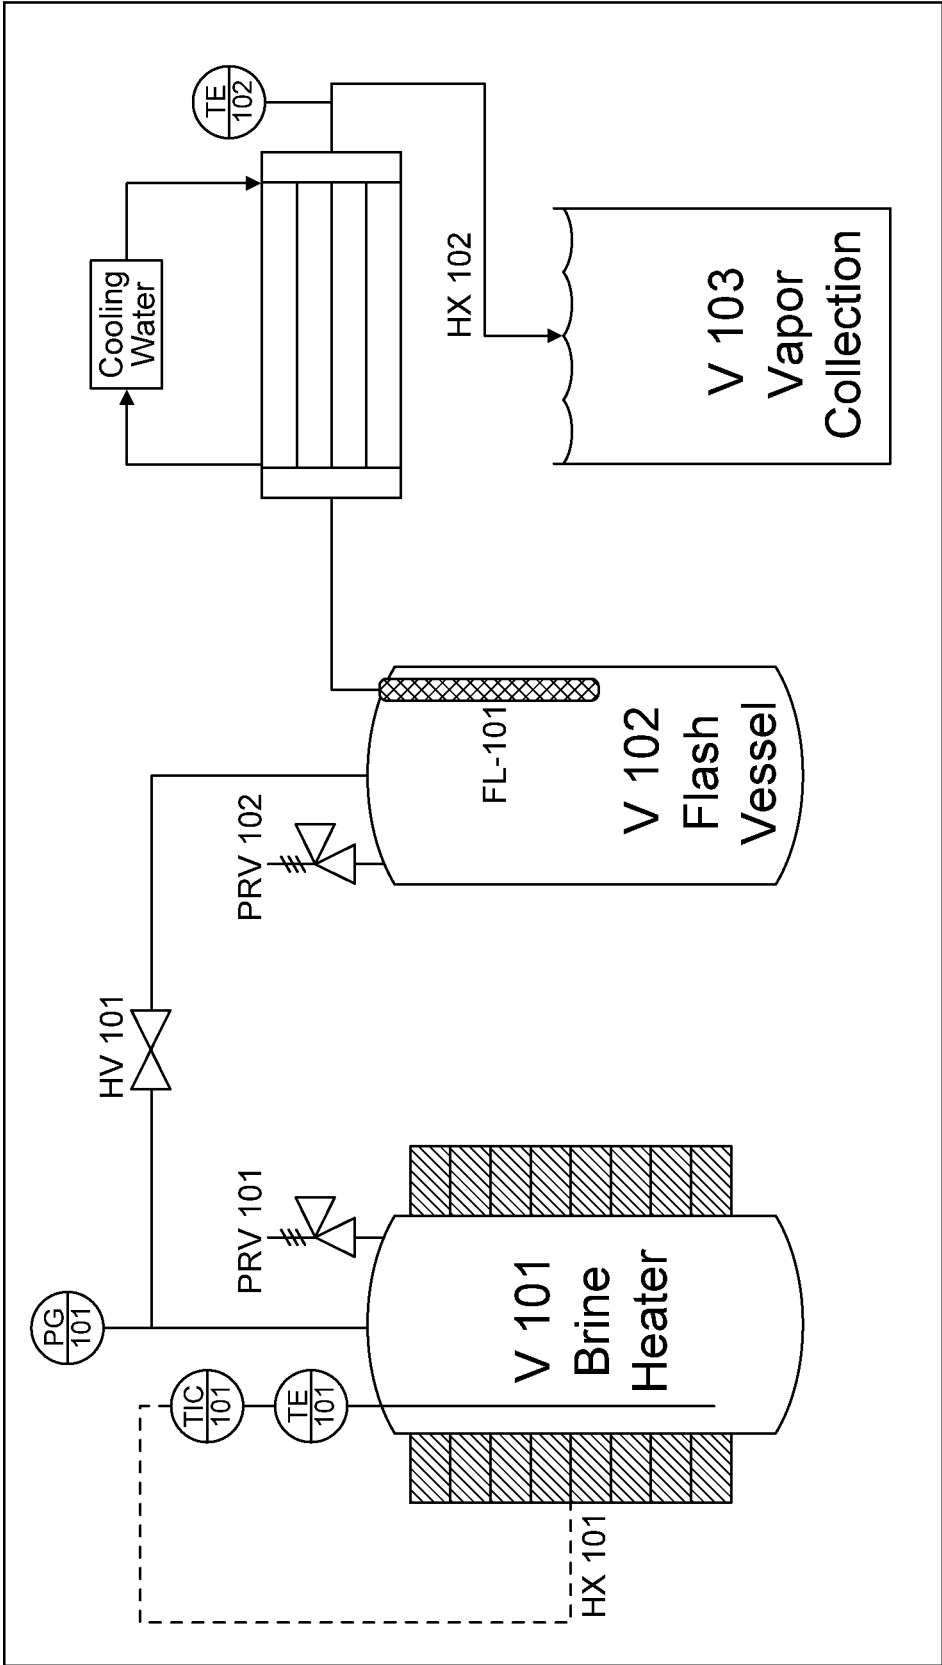 PG
101
TIC
101
TE
101
HX 101
PRV 101
V 101
Brine
Heater
HV 101
PRV 102
FL-101
V 102
Flash
Vessel
Cooling
Water
TE
102
HX 102
V 103
Vapor
Collection